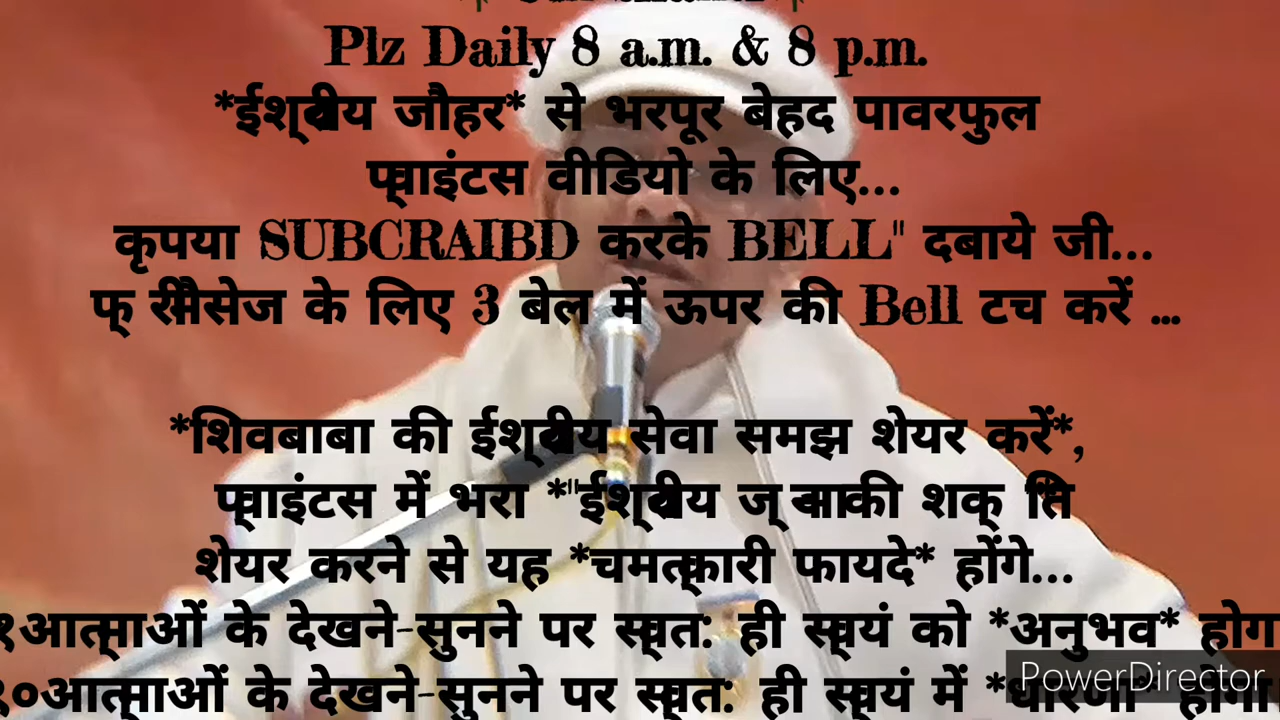 Plz Daily 8 a.m. & 8 p.m.
*ईश्वरीय जौहर* से भरपूर बेहद पावरफुल
प्वाइंटस वीडियो के लिए...
कृपया SUBCRAIBD करके BELL" दबाये जी...
फ्री मैसेज के लिए 3 बेल में ऊपर की Bell टच करें ...
*शिवबाबा की ईश्वरीय सेवा समझ शेयर करें*,
प्वाइंटस में भरा *"ईश्वरीय ज्ञान की शक्ति
शेयर करने से यह *चमत्कारी फायदे* होंगे...
१आत्माओं के देखने-सुनने पर स्वत: ही स्वयं को *अनुभव* होगा
१०आत्माओं के देखने-सुनने पर स्वत: ही स्वयं में *धारणा* होगी
PowerDirector